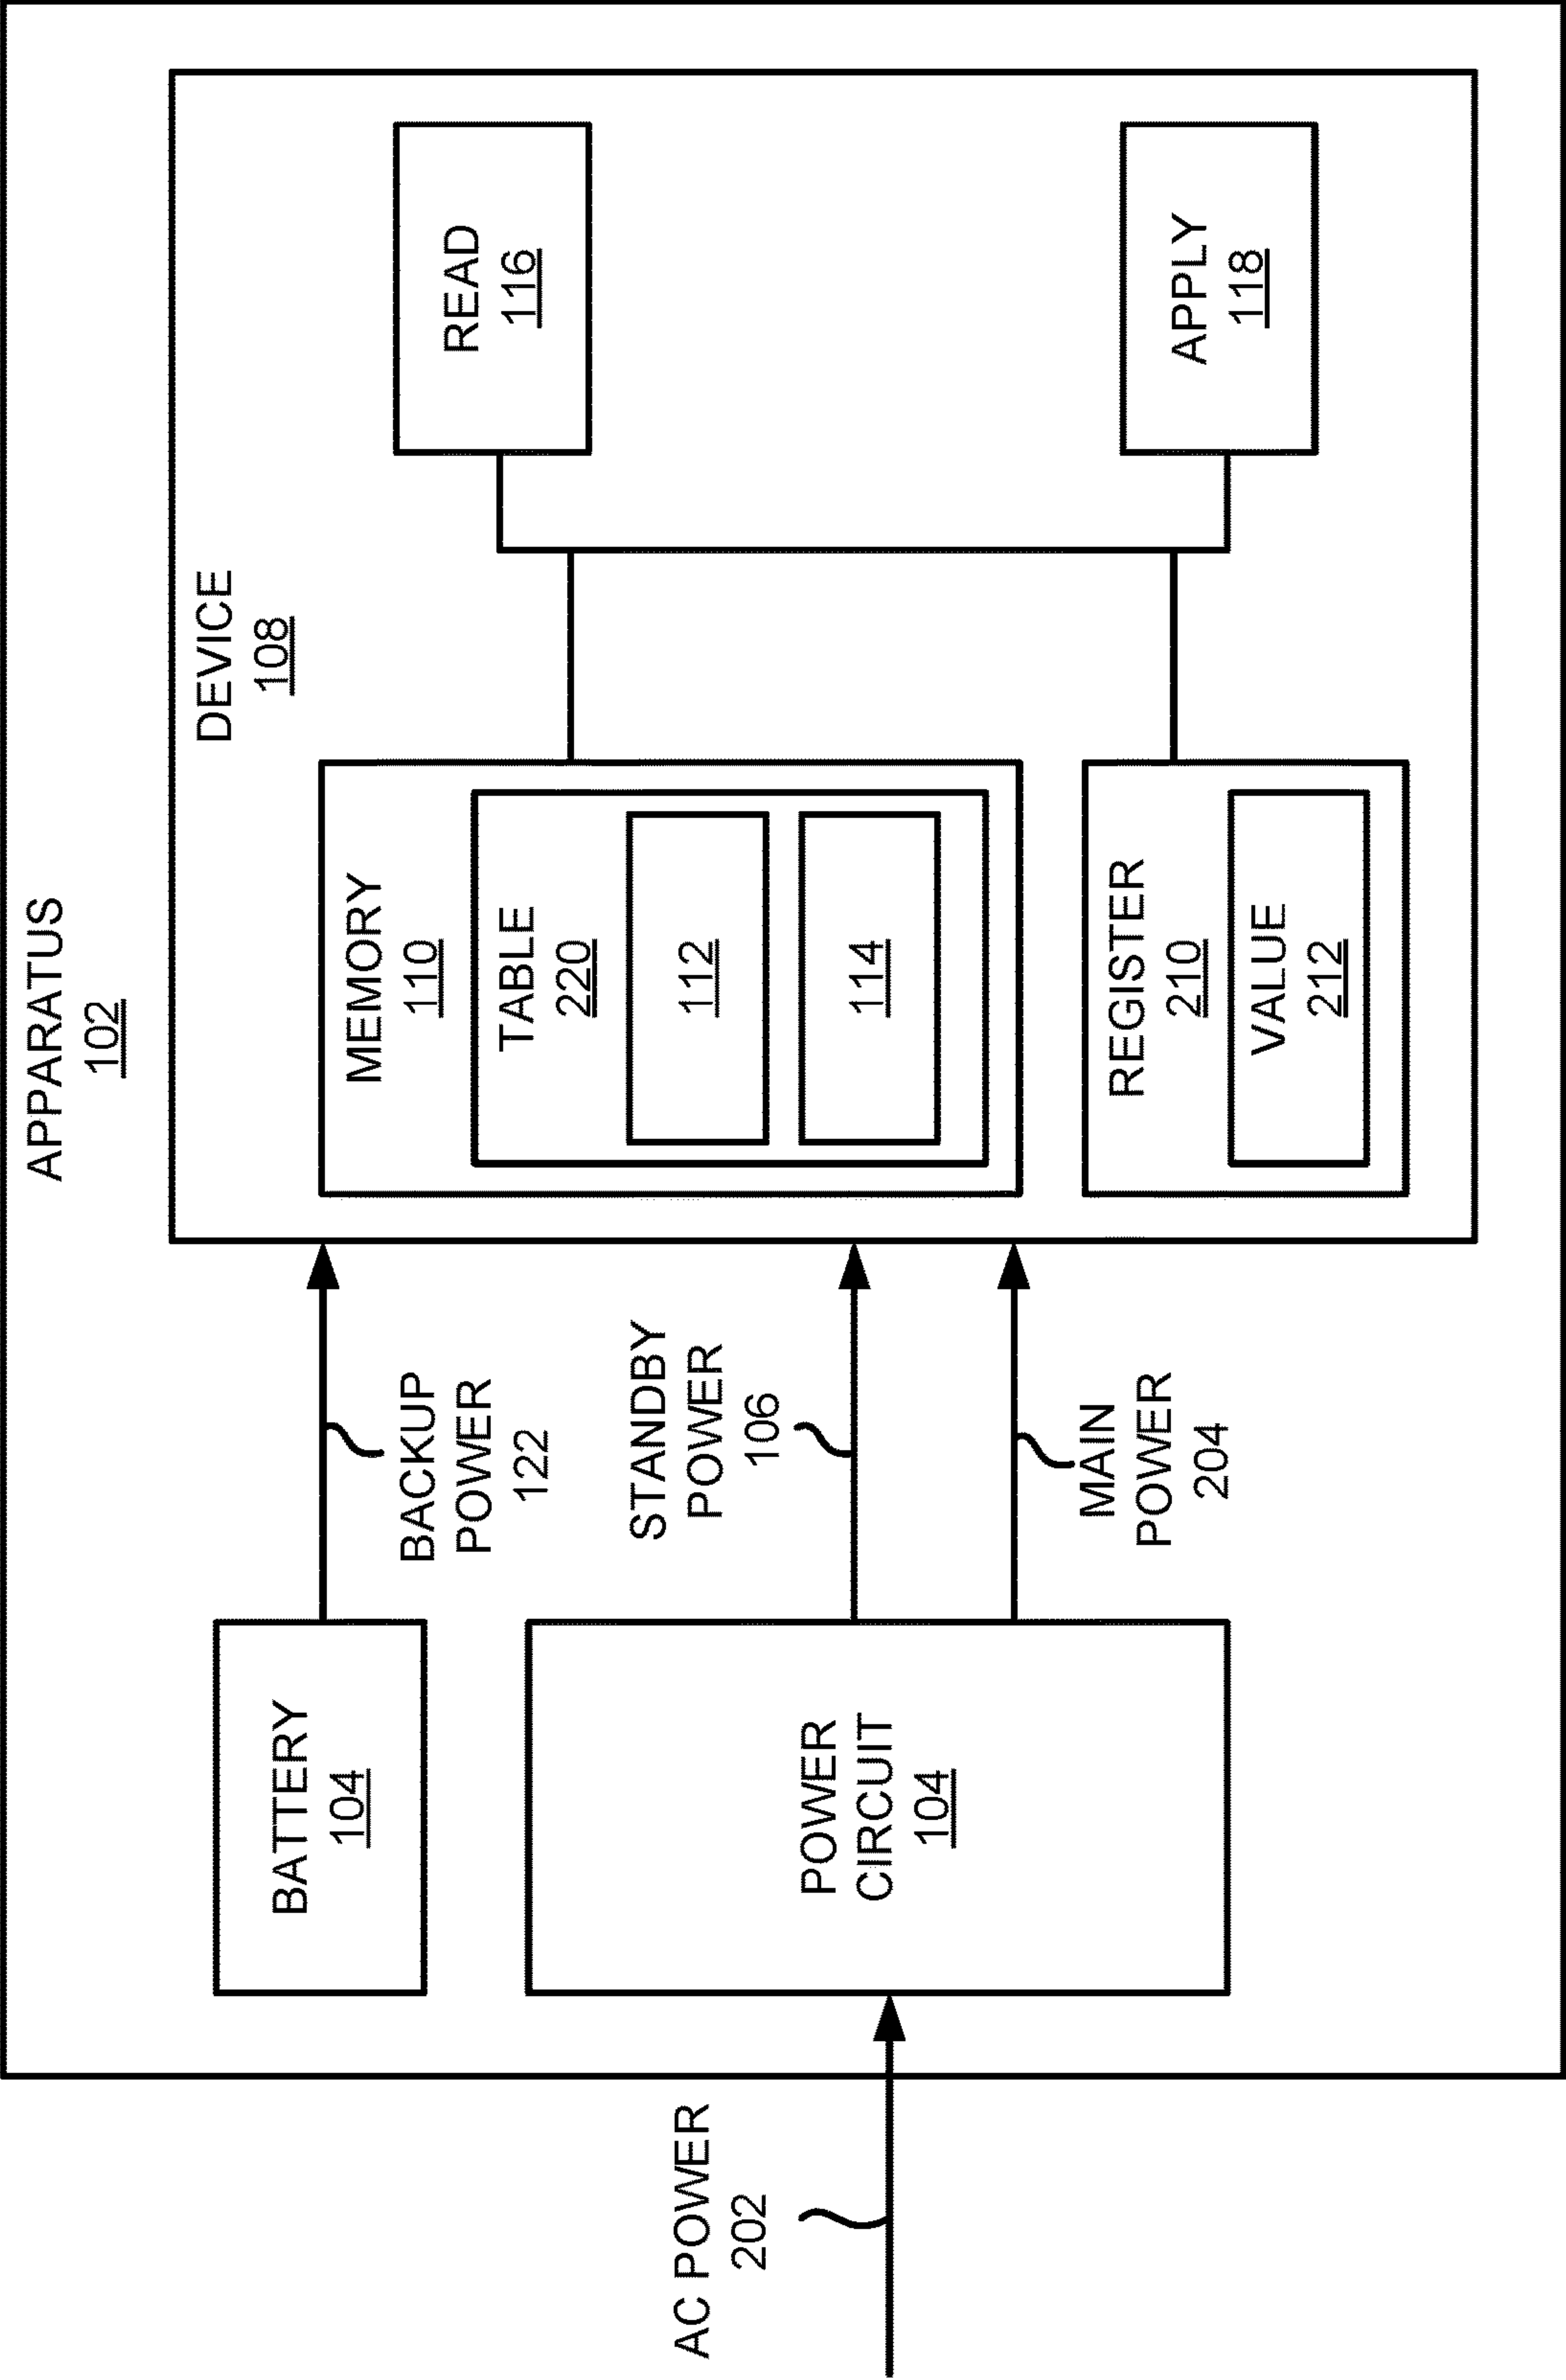 APPARATUS
102
DEVICE
108
BATTERY
104
BACKUP
POWER
122
MEMORY
110
TABLE
220
112
114
READ
116
AC POWER
202
POWER
CIRCUIT
104
STANDBY
POWER
106
MAIN
POWER
204
REGISTER
210
VALUE
212
APPLY
118